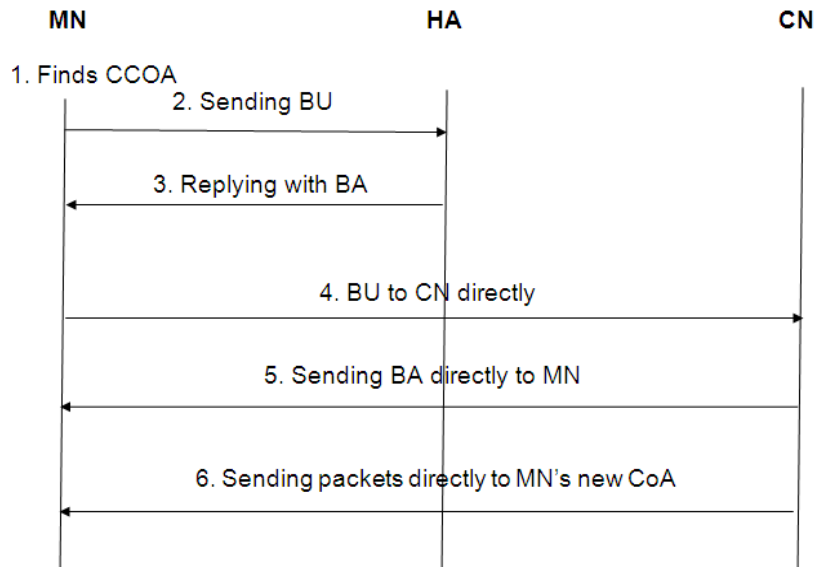 MN HA CN
1. Finds CCOA
2. Sending BU
3. Replying with BA
4. BU to CN directly
5. Sending BA directly to MN
6. Sending packets directly to MN's new CoA